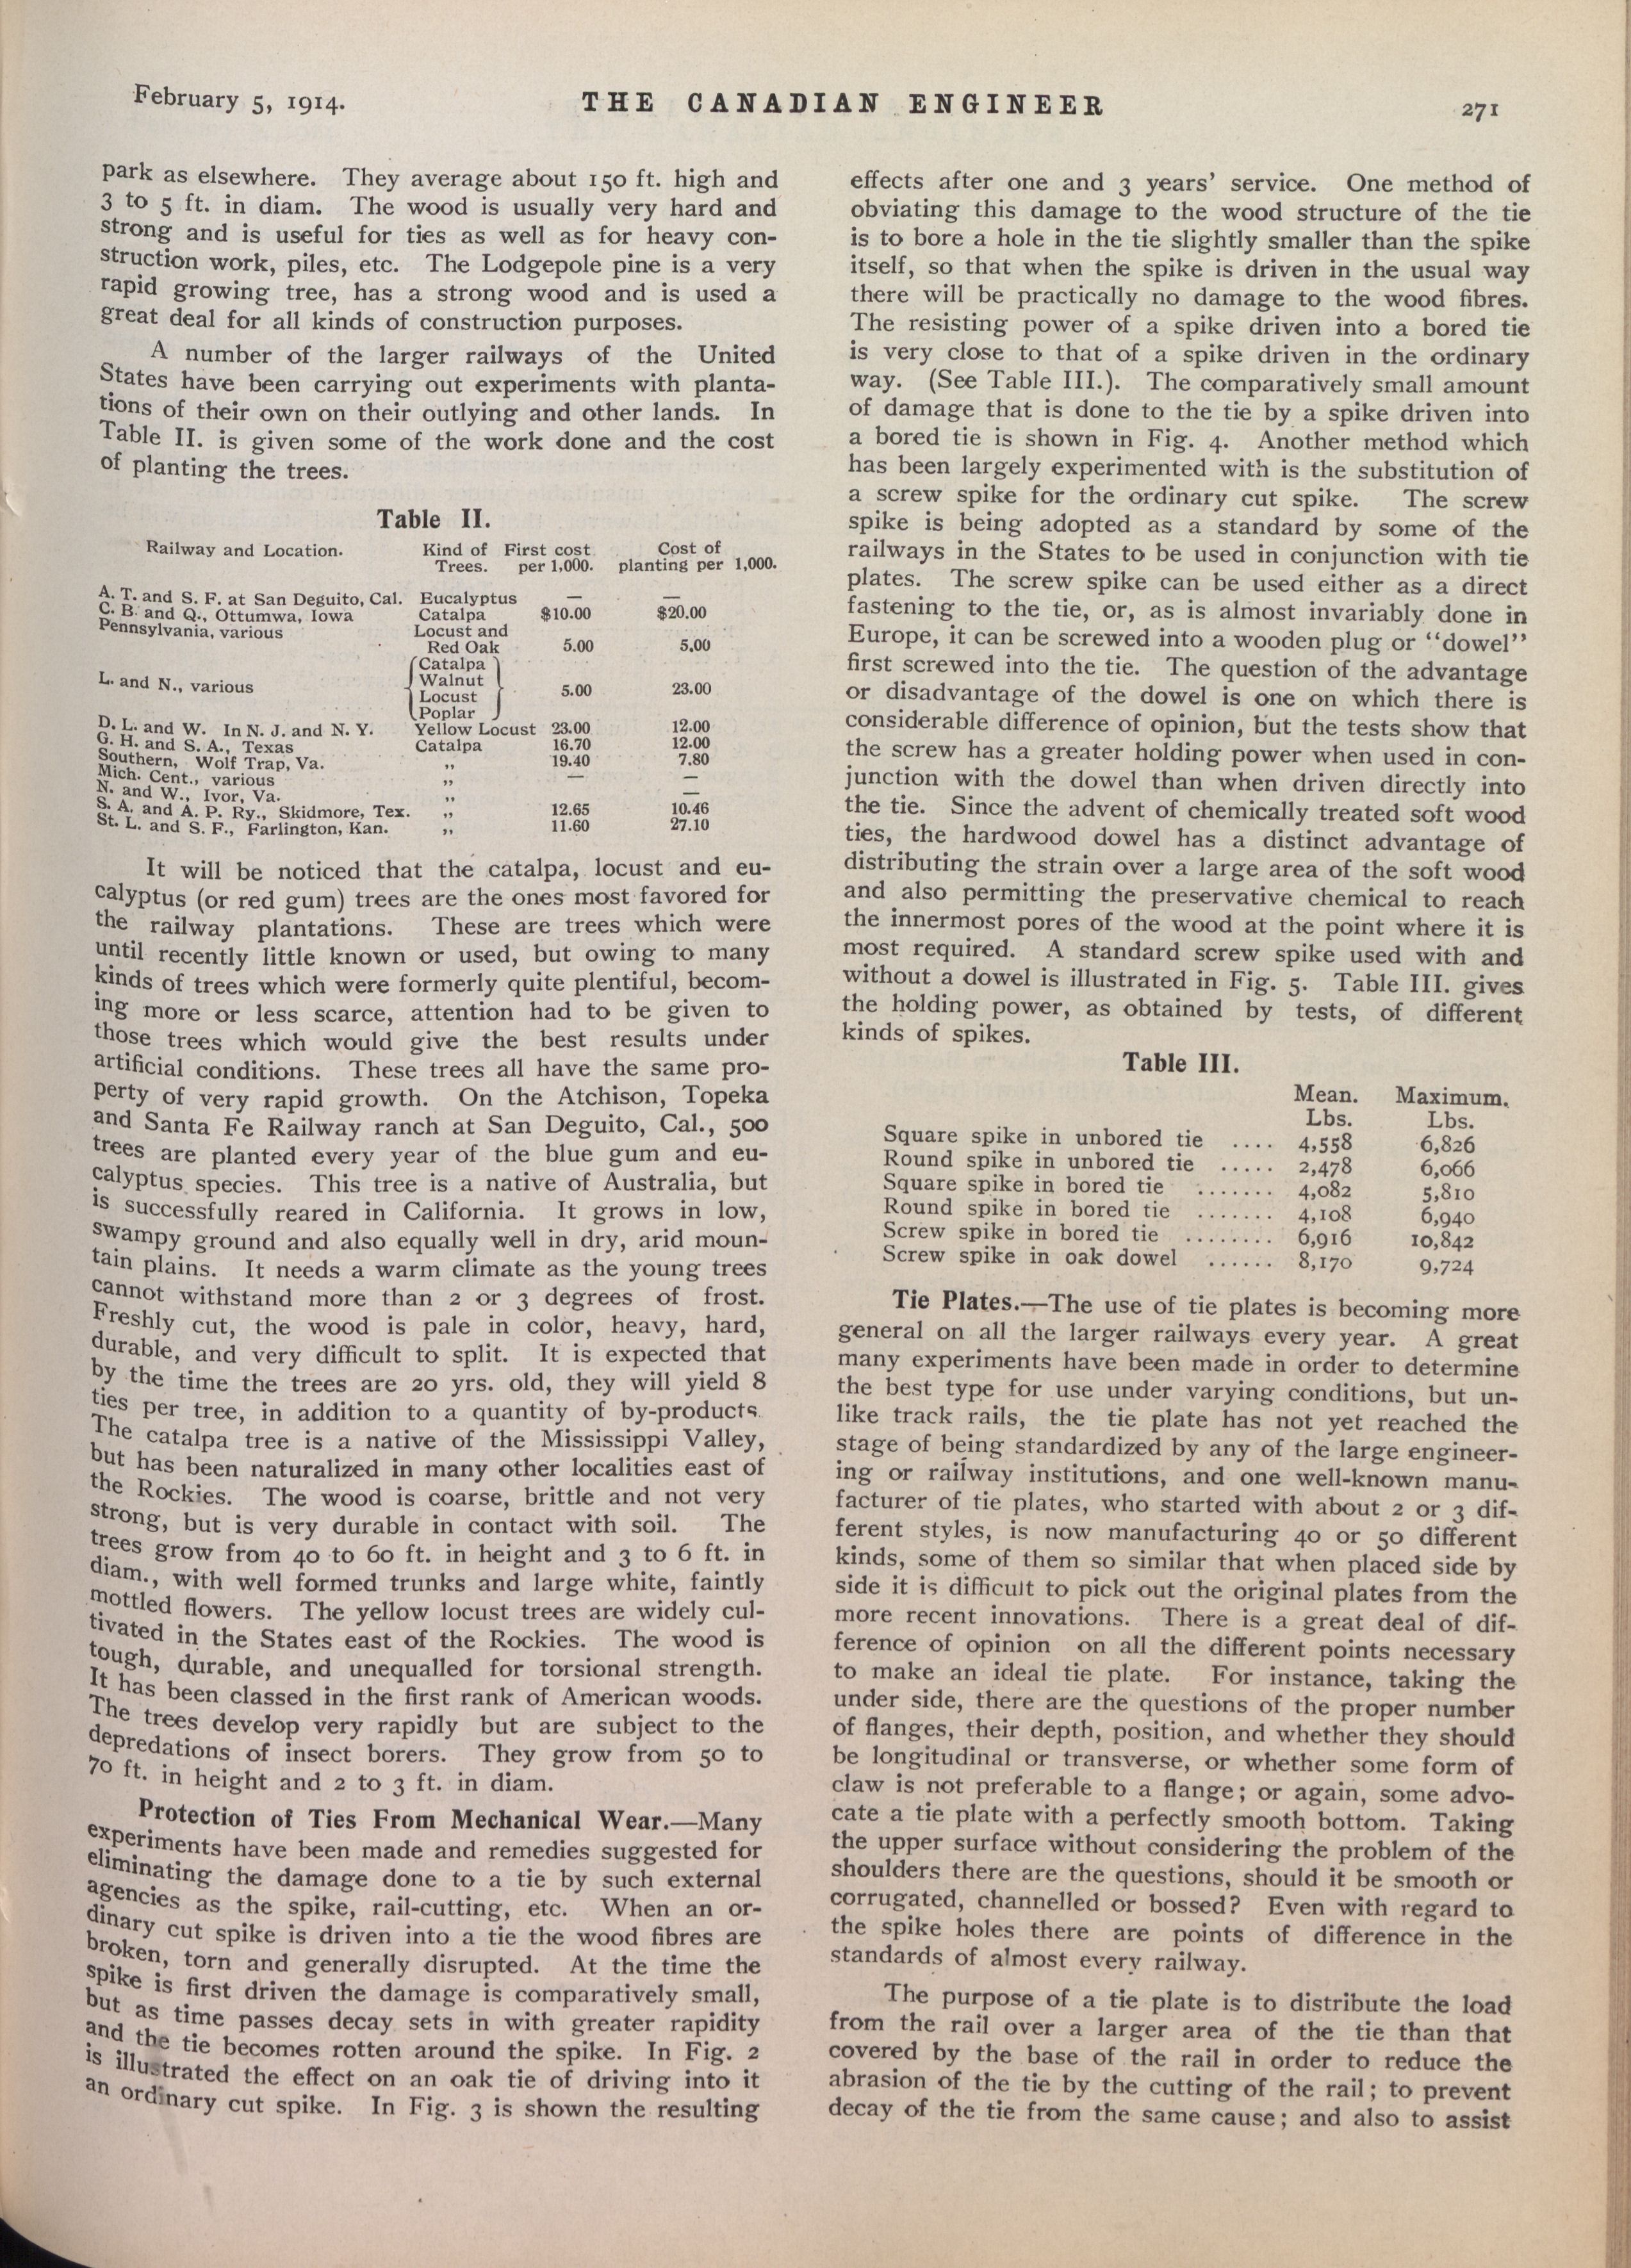 February 5, 1914.
THE CANADIAN ENGINEER
271
park as elsewhere. They average about 150 ft. high and
3 to 5 ft. in diam. The wood is usually very hard and
strong and is useful for ties as well as for heavy con-
struction work, piles, etc. The Lodgepole pine is a very
rapid growing tree, has a strong wood and is used a
great deal for all kinds of construction purposes.
A number of the larger railways of the United
States have been carrying out experiments with planta-
tions of their own on their outlying and other lands. In
Table II. is given some of the work done and the cost
of planting the trees.
Table II.
Railway and Location. Kind of First cost Cost of
Trees. per 1,000. planting per 1,000.
A. T. and S. F. at San Deguito, Cal. Eucalyptus — —
C. B. and Q., Ottumwa, Iowa Catalpa $10.00 $20.00
Pennsylvania, various Locust and
Red Oak 5.00 5.00
Catalpa
Walnut
L. and N., various 5.00 23.00
Locust
Poplar
D. L. and W. In N. J. and N. Y. Yellow Locust 23.00 12.00
G. H. and S. A., Texas Catalpa 16.70 12.00
Southern, Wolf Trap, Va. ,, 19.40 7.80
Mich. Cent., various ,, — —
N. and W., Ivor, Va. ,, —
S. A. and A. P. Ry., Skidmore, Tex. ,, 12.65 10.46
St. L. and S. F., Farlington, Kan. ,, 11.60 27.10
It will be noticed that the catalpa, locust and eu-
calyptus (or red gum) trees are the ones most favored for
the railway plantations. These are trees which were
until recently little known or used, but owing to many
kinds of trees which were formerly quite plentiful, becom-
ing more or less scarce, attention had to be given to
those trees which would give the best results under
artificial conditions. These trees all have the same pro-
perty of very rapid growth. On the Atchison, Topeka
and Santa Fe Railway ranch at San Deguito, Cal., 500
trees are planted every year of the blue gum and eu-
calyptus species. This tree is a native of Australia, but
is successfully reared in California. It grows in low,
swampy ground and also equally well in dry, arid moun-
tain plains. It needs a warm climate as the young trees
cannot withstand more than 2 or 3 degrees of frost.
Freshly cut, the wood is pale in color, heavy, hard,
durable, and very difficult to split. It is expected that
by the time the trees are 20 yrs. old, they will yield 8
ties per tree, in addition to a quantity of by-products
The catalpa tree is a native of the Mississippi Valley,
but has been naturalized in many other localities east of
the Rockies. The wood is coarse, brittle and not very
strong, but is very durable in contact with soil. The
trees grow from 40 to 60 ft. in height and 3 to 6 ft. in
diam., with well formed trunks and large white, faintly
mottled flowers. The yellow locust trees are widely cul-
tivated in the States east of the Rockies. The wood is
tough, durable, and unequalled for torsional strength.
It has been classed in the first rank of American woods.
The trees develop very rapidly but are subject to the
depredations of insect borers. They grow from 50 to
70 ft. in height and 2 to 3 ft. in diam.
Protection of Ties From Mechanical Wear.—Many
experiments have been made and remedies suggested for
eliminating the damage done to a tie by such external
agencies as the spike, rail-cutting, etc. When an or-
dinary cut spike is driven into a tie the wood fibres are
broken, torn and generally disrupted. At the time the
spike is first driven the damage is comparatively small,
but as time passes decay sets in with greater rapidity
and the tie becomes rotten around the spike. In Fig. 2
is illustrated the effect on an oak tie of driving into it
an ordinary cut spike. In Fig. 3 is shown the resulting
effects after one and 3 years' service. One method of
obviating this damage to the wood structure of the tie
is to bore a hole in the tie slightly smaller than the spike
itself, so that when the spike is driven in the usual way
there will be practically no damage to the wood fibres.
The resisting power of a spike driven into a bored tie
is very close to that of a spike driven in the ordinary
way. (See Table III.). The comparatively small amount
of damage that is done to the tie by a spike driven into
a bored tie is shown in Fig. 4. Another method which
has been largely experimented with is the substitution of
a screw spike for the ordinary cut spike. The screw
spike is being adopted as a standard by some of the
railways in the States to be used in conjunction with tie
plates. The screw spike can be used either as a direct
fastening to the tie, or, as is almost invariably done in
Europe, it can be screwed into a wooden plug or "dowel"
first screwed into the tie. The question of the advantage
or disadvantage of the dowel is one on which there is
considerable difference of opinion, but the tests show that
the screw has a greater holding power when used in con-
junction with the dowel than when driven directly into
the tie. Since the advent of chemically treated soft wood
ties, the hardwood dowel has a distinct advantage of
distributing the strain over a large area of the soft wood
and also permitting the preservative chemical to reach
the innermost pores of the wood at the point where it is
most required. A standard screw spike used with and
without a dowel is illustrated in Fig. 5. Table III. gives
the holding power, as obtained by tests, of different
kinds of spikes.
Table III.
Mean. Maximum.
Lbs. Lbs.
Square spike in unbored tie .... 4,558 6,826
Round spike in unbored tie ..... 2,478 6,066
Square spike in bored tie ....... 4,082 5,810
Round spike in bored tie ....... 4,108 6,940
Screw spike in bored tie ........ 6,916 10,842
Screw spike in oak dowel ...... 8,170 9,724
Tie Plates.—The use of tie plates is becoming more
general on all the larger railways every year. A great
many experiments have been made in order to determine
the best type for use under varying conditions, but un-
like track rails, the tie plate has not yet reached the
stage of being standardized by any of the large engineer-
ing or railway institutions, and one well-known manu-
facturer of tie plates, who started with about 2 or 3 dif-
ferent styles, is now manufacturing 40 or 50 different
kinds, some of them so similar that when placed side by
side it is difficult to pick out the original plates from the
more recent innovations. There is a great deal of dif-
ference of opinion on all the different points necessary
to make an ideal tie plate. For instance, taking the
under side, there are the questions of the proper number
of flanges, their depth, position, and whether they should
be longitudinal or transverse, or whether some form of
claw is not preferable to a flange; or again, some advo-
cate a tie plate with a perfectly smooth bottom. Taking
the upper surface without considering the problem of the
shoulders there are the questions, should it be smooth or
corrugated, channelled or bossed? Even with regard to
the spike holes there are points of difference in the
standards of almost every railway.
The purpose of a tie plate is to distribute the load
from the rail over a larger area of the tie than that
covered by the base of the rail in order to reduce the
abrasion of the tie by the cutting of the rail; to prevent
decay of the tie from the same cause; and also to assist